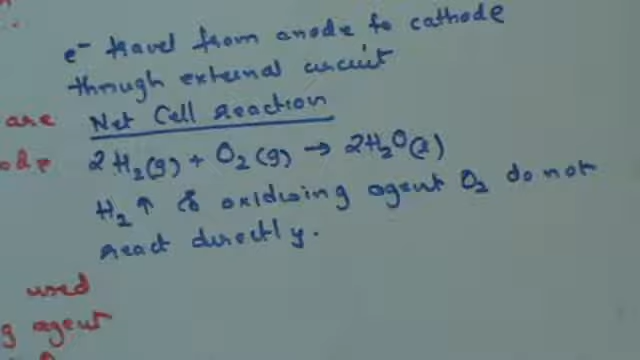 e⁻ travel from anode to cathode
through external circuit
are Net Cell Reaction
2H₂(g) + O₂(g) → 2H₂O(l)
H₂ ↑ & oxidising agent O₂ do not
react directly.
used
agent